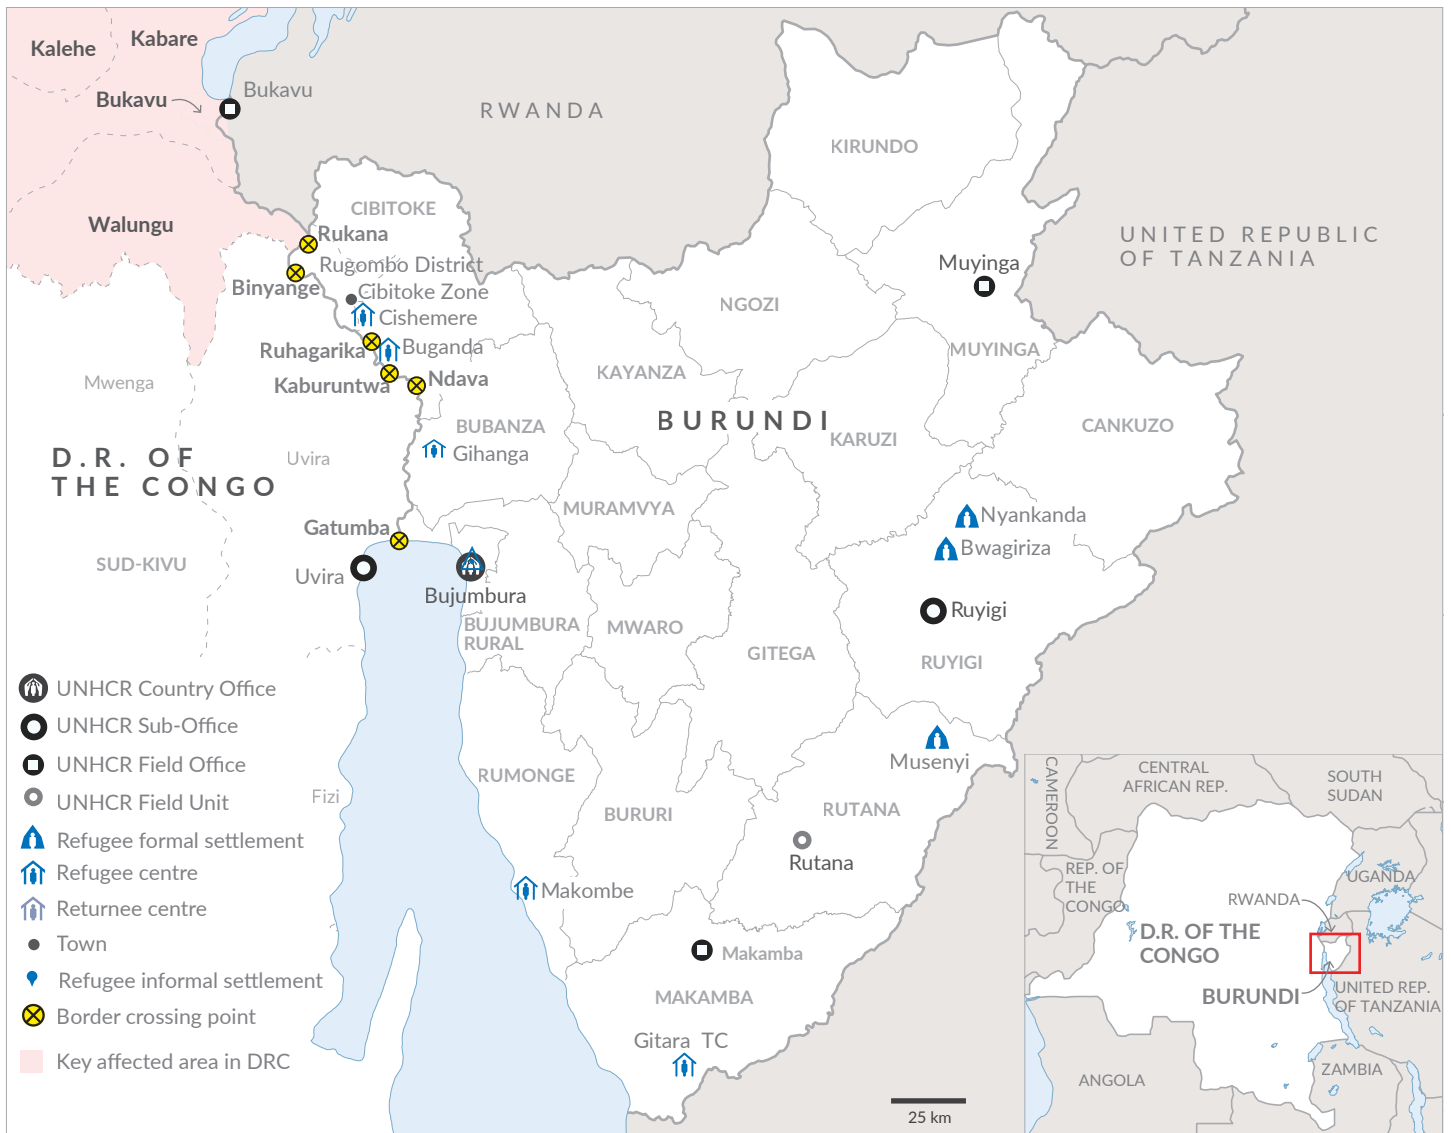 Kalehe
Kabare
Bukavu
Bukavu
RWANDA
KIRUNDO
CIBITOKE
Walungu
Rukana
UNITED REPUBLIC
OF TANZANIA
Rugombo District
Muyinga
Binyange
Cibitoke Zone
NGOZI
Cishemere
Ruhagarika
Buganda
MUYINGA
Mwenga
Kaburuntwa
Ndava
KAYANZA
BURUNDI
BUBANZA
KARUZI
CANKUZO
Gihanga
D.R. OF
THE CONGO
Uvira
MURAMVYA
Nyankanda
Gatumba
Bwagiriza
SUD-KIVU
Uvira
Bujumbura
Ruyigi
BUJUMBURA
RURAL
MWARO
GITEGA
RUYIGI
UNHCR Country Office
UNHCR Sub-Office
UNHCR Field Office
UNHCR Field Unit
Refugee formal settlement
Refugee centre
Returnee centre
Town
Refugee informal settlement
Border crossing point
Key affected area in DRC
Fizi
RUMONGE
BURURI
Musenyi
RUTANA
Rutana
Makombe
Makamba
MAKAMBA
Gitara TC
25 km
CAMEROON
CENTRAL
AFRICAN REP.
SOUTH
SUDAN
REP. OF
THE
CONGO
UGANDA
RWANDA
D.R. OF THE
CONGO
BURUNDI
UNITED REP.
OF TANZANIA
ANGOLA
ZAMBIA